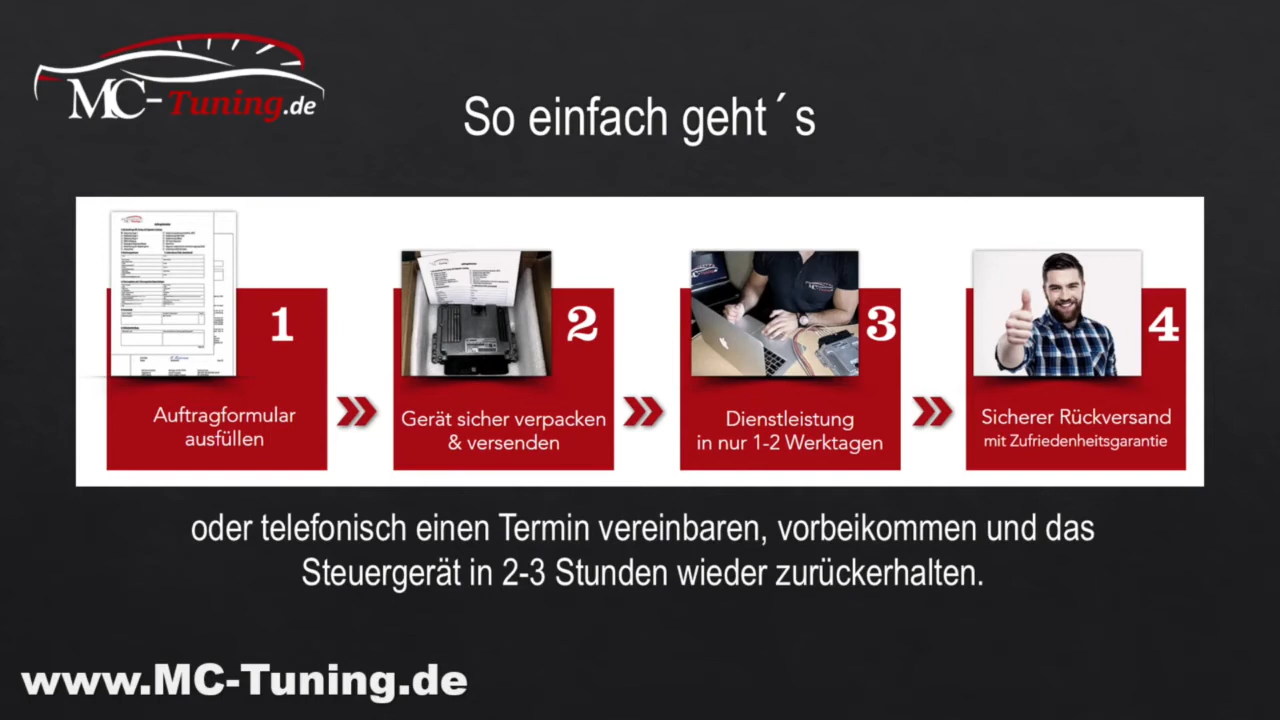 MC-Tuning.de
So einfach geht´s
1
Auftragformular
ausfüllen
2
Gerät sicher verpacken
& versenden
3
Dienstleistung
in nur 1-2 Werktagen
4
Sicherer Rückversand
mit Zufriedenheitsgarantie
oder telefonisch einen Termin vereinbaren, vorbeikommen und das
Steuergerät in 2-3 Stunden wieder zurückerhalten.
www.MC-Tuning.de